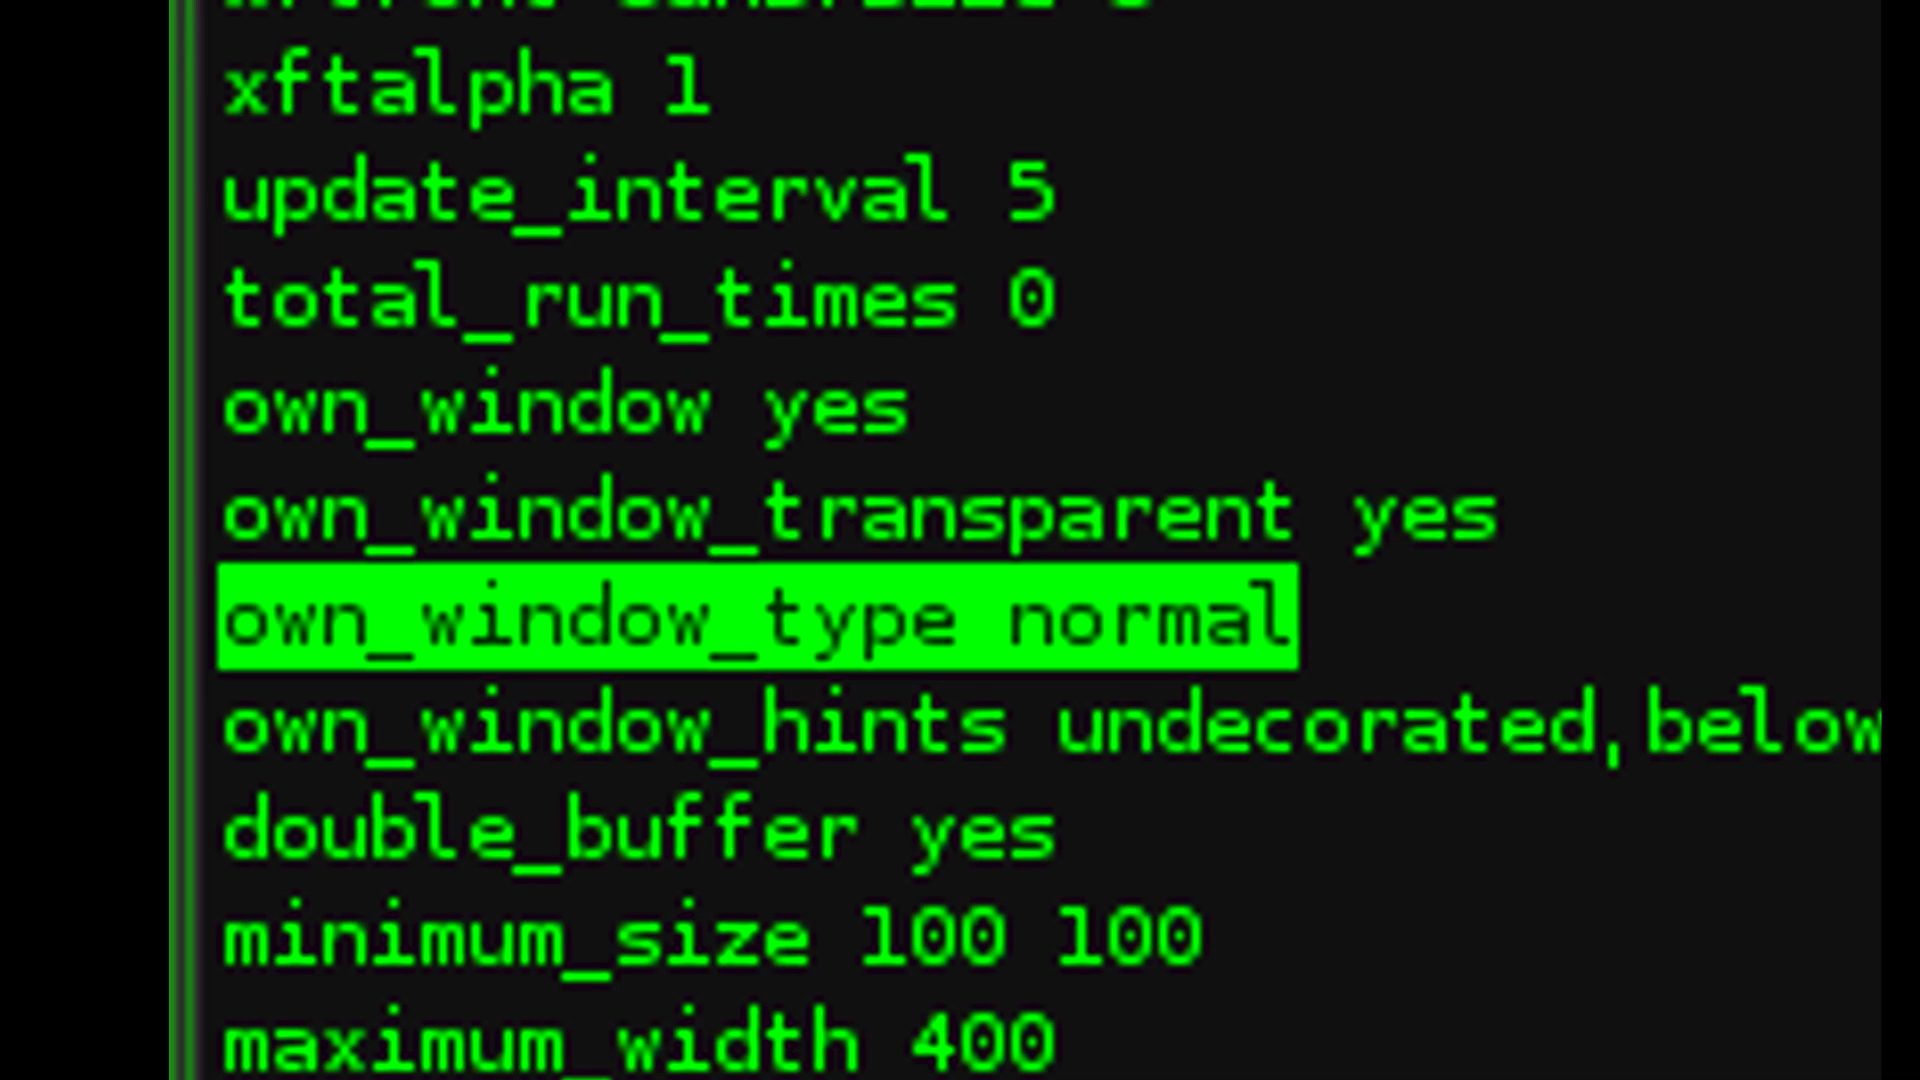 xftalpha 1
update_interval 5
total_run_times 0
own_window yes
own_window_transparent yes
own_window_type normal
own_window_hints undecorated,below
double_buffer yes
minimum_size 100 100
maximum_width 400